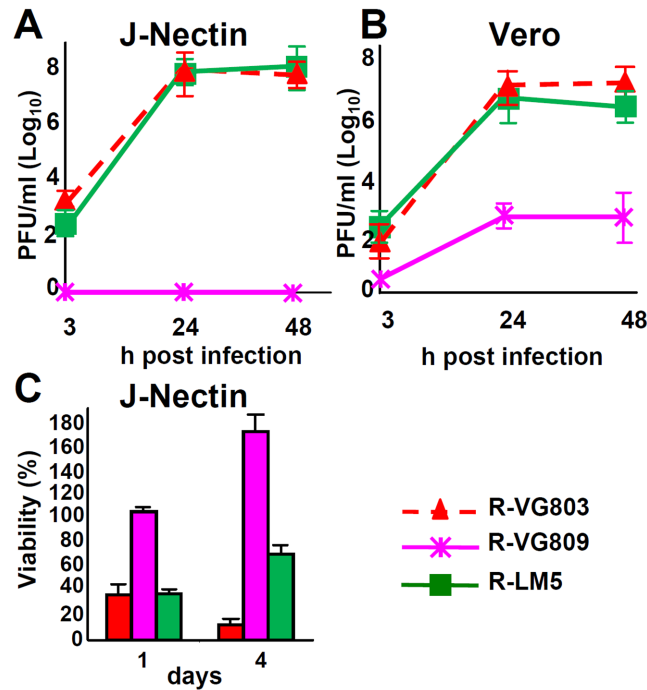 A
J-Nectin
PFU/ml (Log10)
8
6
4
2
0
3 24 48
h post infection
B
Vero
PFU/ml (Log10)
8
6
4
2
0
3 24 48
h post infection
C
J-Nectin
Viability (%)
180
160
140
120
100
80
60
40
20
0
1 4
days
R-VG803
R-VG809
R-LM5